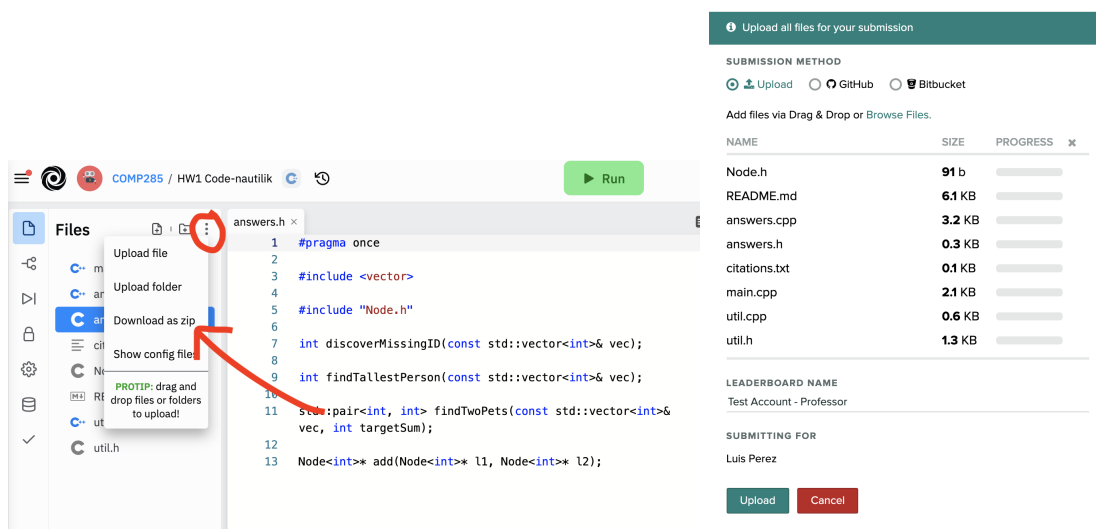 COMP285 / HW1 Code-nautilik
Run
Files
Upload file
Upload folder
Download as zip
Show config files
PROTIP: drag and
drop files or folders
to upload!
m
an
an
cit
No
M↓ RE
ut
util.h
answers.h ×
1 #pragma once
2
3 #include <vector>
4
5 #include "Node.h"
6
7 int discoverMissingID(const std::vector<int>& vec);
8
9 int findTallestPerson(const std::vector<int>& vec);
10
11 std::pair<int, int> findTwoPets(const std::vector<int>&
vec, int targetSum);
12
13 Node<int>* add(Node<int>* l1, Node<int>* l2);
Upload all files for your submission
SUBMISSION METHOD
Upload GitHub Bitbucket
Add files via Drag & Drop or Browse Files.
NAME SIZE PROGRESS ×
Node.h 91 b
README.md 6.1 KB
answers.cpp 3.2 KB
answers.h 0.3 KB
citations.txt 0.1 KB
main.cpp 2.1 KB
util.cpp 0.6 KB
util.h 1.3 KB
LEADERBOARD NAME
Test Account - Professor
SUBMITTING FOR
Luis Perez
Upload Cancel